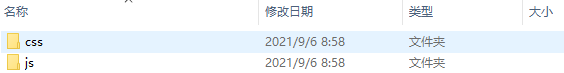 名称 修改日期 类型 大小
css 2021/9/6 8:58 文件夹
js 2021/9/6 8:58 文件夹